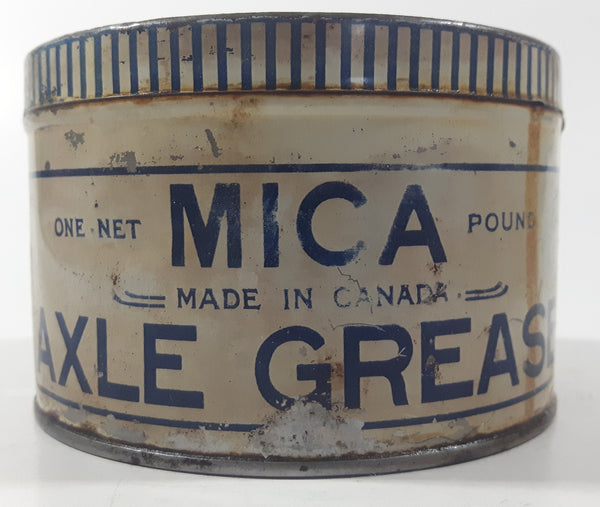 ONE NET MICA POUND
MADE IN CANADA
AXLE GREASE